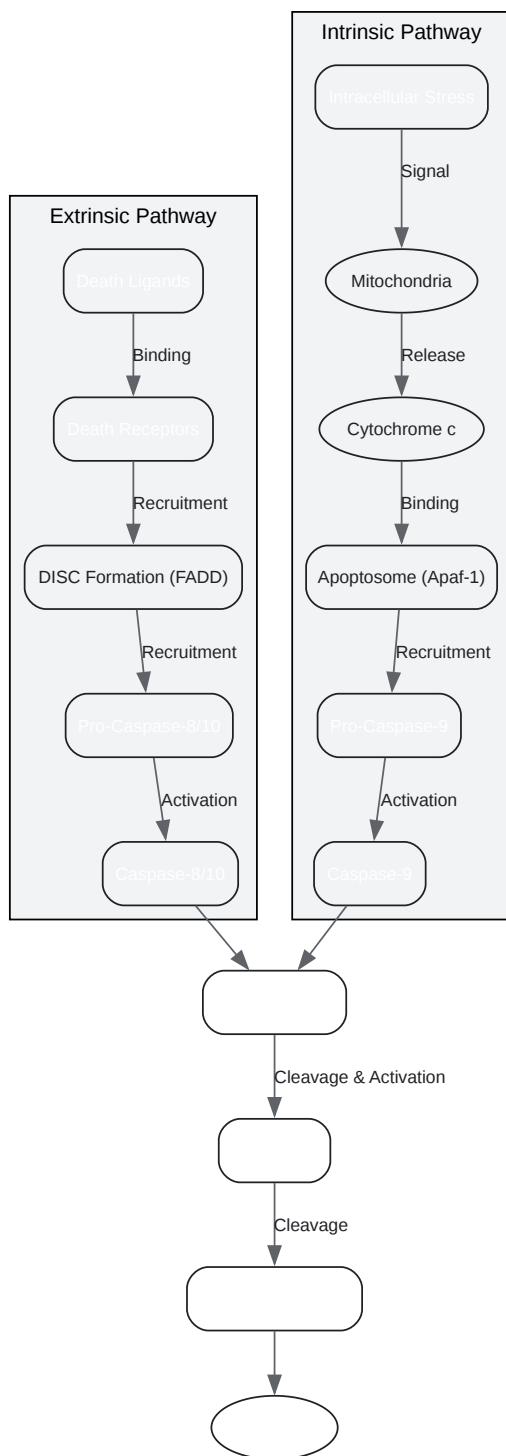 Intrinsic Pathway
Intracellular Stress
Signal
Extrinsic Pathway
Death Ligands
Mitochondria
Binding
Release
Death Receptors
Cytochrome c
Recruitment
Binding
DISC Formation (FADD)
Apoptosome (Apaf-1)
Recruitment
Recruitment
Pro-Caspase-8/10
Pro-Caspase-9
Activation
Activation
Caspase-8/10
Caspase-9
Cleavage & Activation
Cleavage